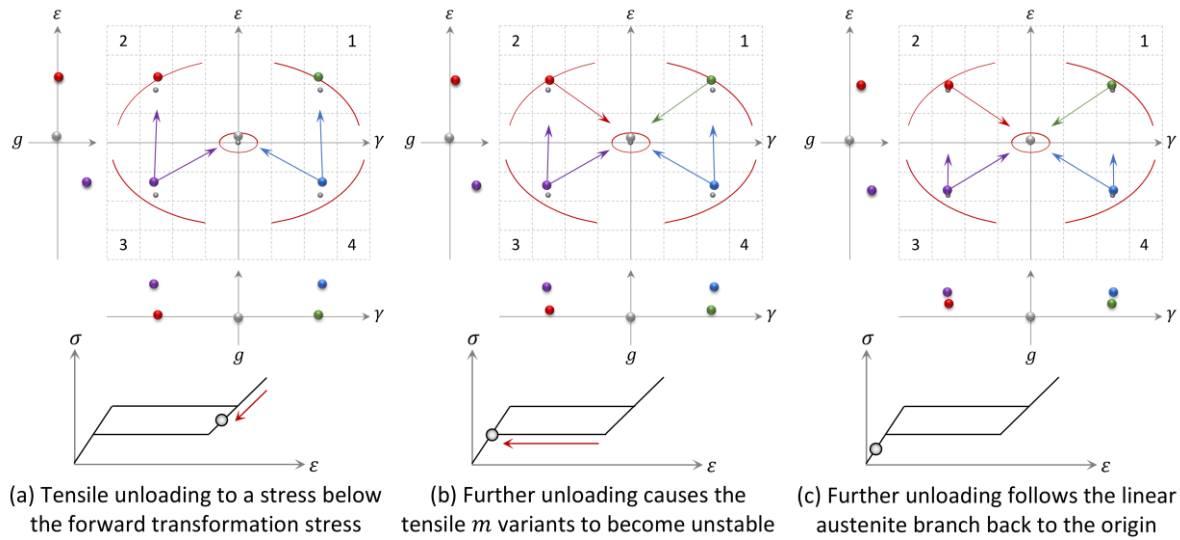 ε ε ε ε ε ε
2 1 2 1 2 1
g γ g γ g γ
3 4 3 4 3 4
γ γ γ
σ g σ g σ g
ε ε ε
(a) Tensile unloading to a stress below
the forward transformation stress
(b) Further unloading causes the
tensile m variants to become unstable
(c) Further unloading follows the linear
austenite branch back to the origin